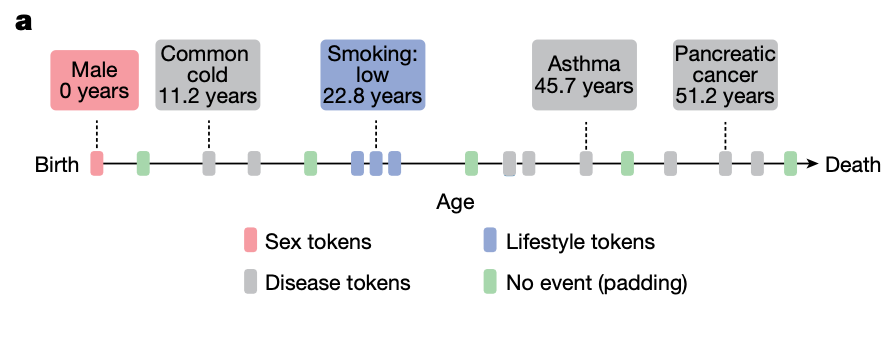 a
Male
0 years
Common
cold
11.2 years
Smoking:
low
22.8 years
Asthma
45.7 years
Pancreatic
cancer
51.2 years
Birth
Death
Age
Sex tokens
Lifestyle tokens
Disease tokens
No event (padding)